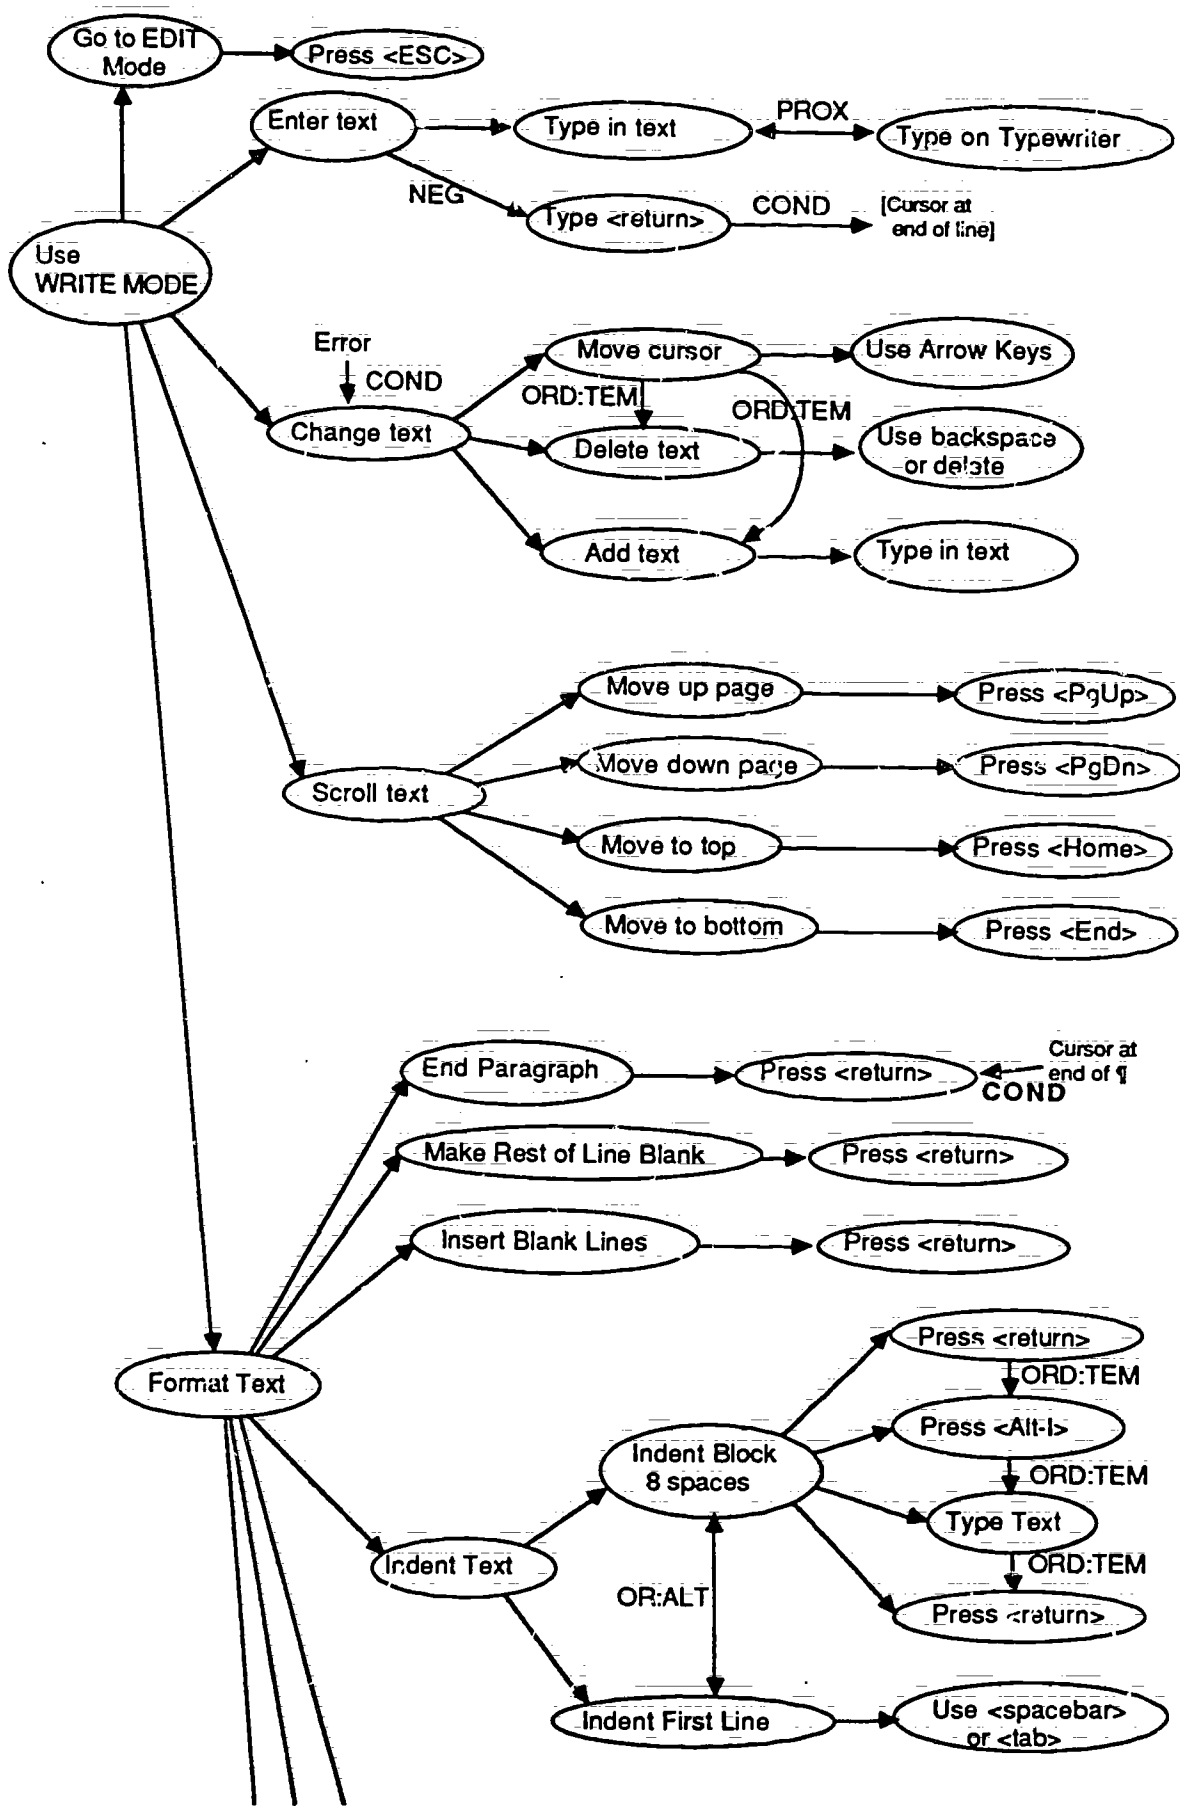 Go to EDIT
Mode
Press <ESC>
Enter text
Type in text
PROX
Type on Typewriter
NEG
Type <return>
COND
[Cursor at
end of line]
Use
WRITE MODE
Error
COND
Change text
Move cursor
Use Arrow Keys
ORD:TEM
ORD:TEM
Delete text
Use backspace
or delete
Add text
Type in text
Scroll text
Move up page
Press <PgUp>
Move down page
Press <PgDn>
Move to top
Press <Home>
Move to bottom
Press <End>
End Paragraph
Press <return>
Cursor at
end of ¶
COND
Make Rest of Line Blank
Press <return>
Insert Blank Lines
Press <return>
Format Text
Indent Block
8 spaces
Press <return>
ORD:TEM
Press <Alt-I>
ORD:TEM
Type Text
ORD:TEM
Press <return>
Indent Text
OR:ALT
Indent First Line
Use <spacebar>
or <tab>